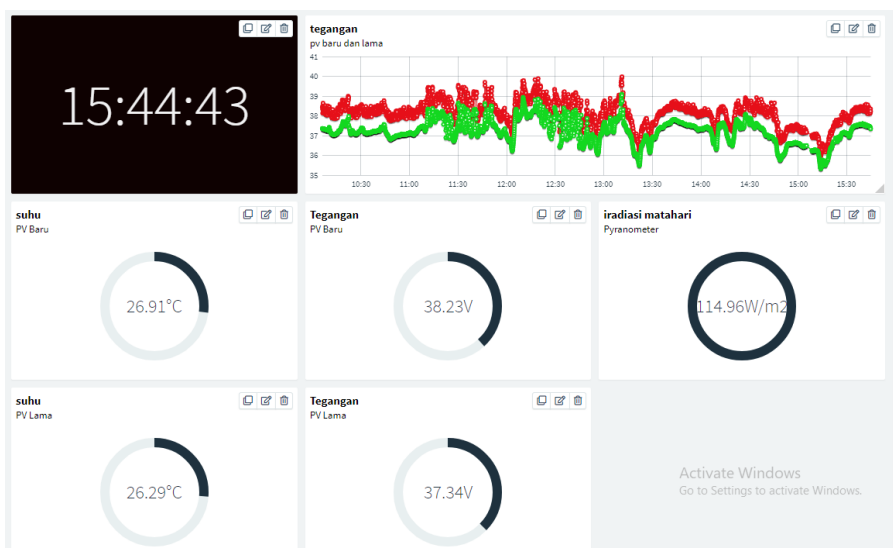 15:44:43
tegangan
pv baru dan lama
41
40
39
38
37
36
35
10:30 11:00 11:30 12:00 12:30 13:00 13:30 14:00 14:30 15:00 15:30
suhu
PV Baru
26.91°C
Tegangan
PV Baru
38.23V
iradiasi matahari
Pyranometer
114.96W/m2
suhu
PV Lama
26.29°C
Tegangan
PV Lama
37.34V
Activate Windows
Go to Settings to activate Windows.